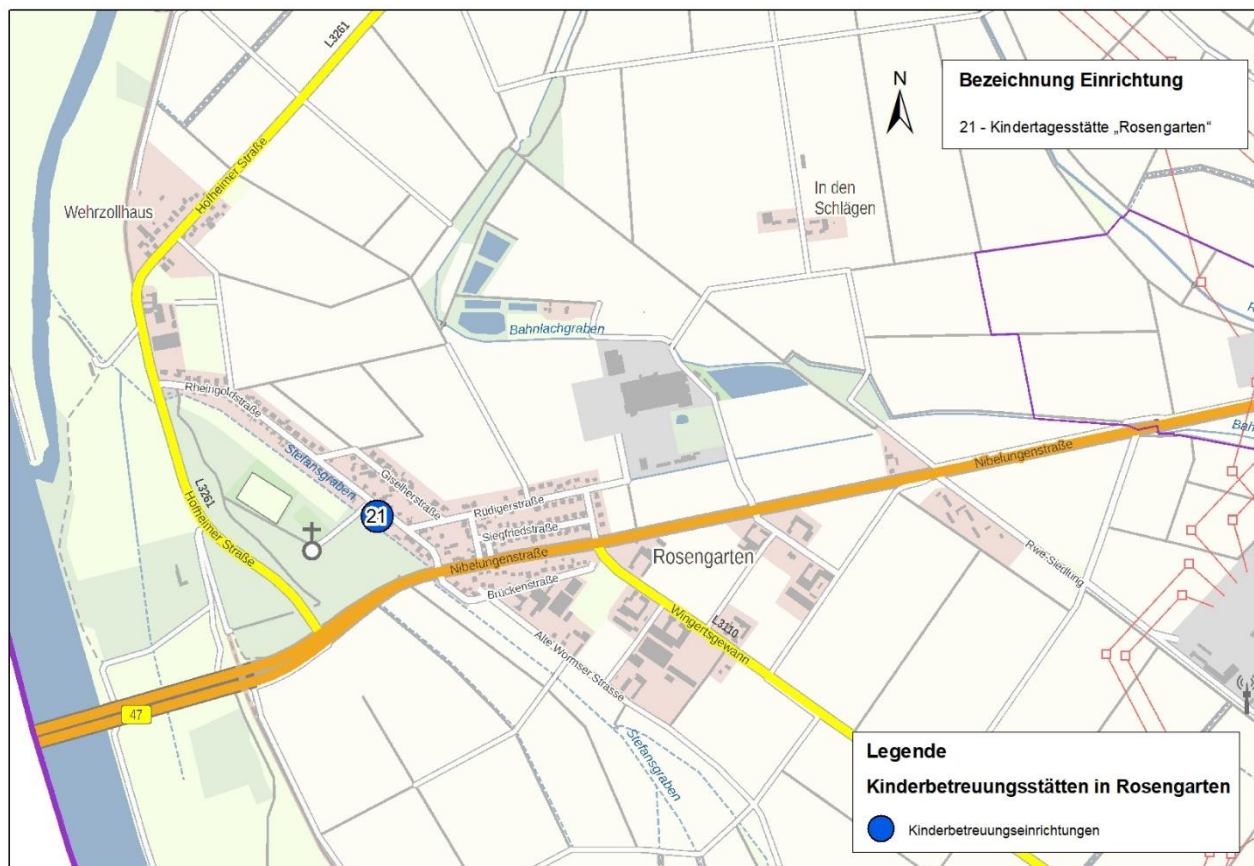 L3261
Hofheimer Straße
Wehrzollhaus
N
Bezeichnung Einrichtung
21 - Kindertagesstätte „Rosengarten“
In den
Schlägen
Bahnlachgraben
Rheingoldstraße
Stefansgraben
Giselherstraße
L3261
Hofheimer Straße
21
Rüdigerstraße
Siegfriedstraße
Nibelungenstraße
Nibelungenstraße
Brückenstraße
Rosengarten
Rwe-Siedlung
L3110
Wingertsgewann
Alte Wormser Strasse
Stefansgraben
47
Legende
Kinderbetreuungsstätten in Rosengarten
Kinderbetreuungseinrichtungen